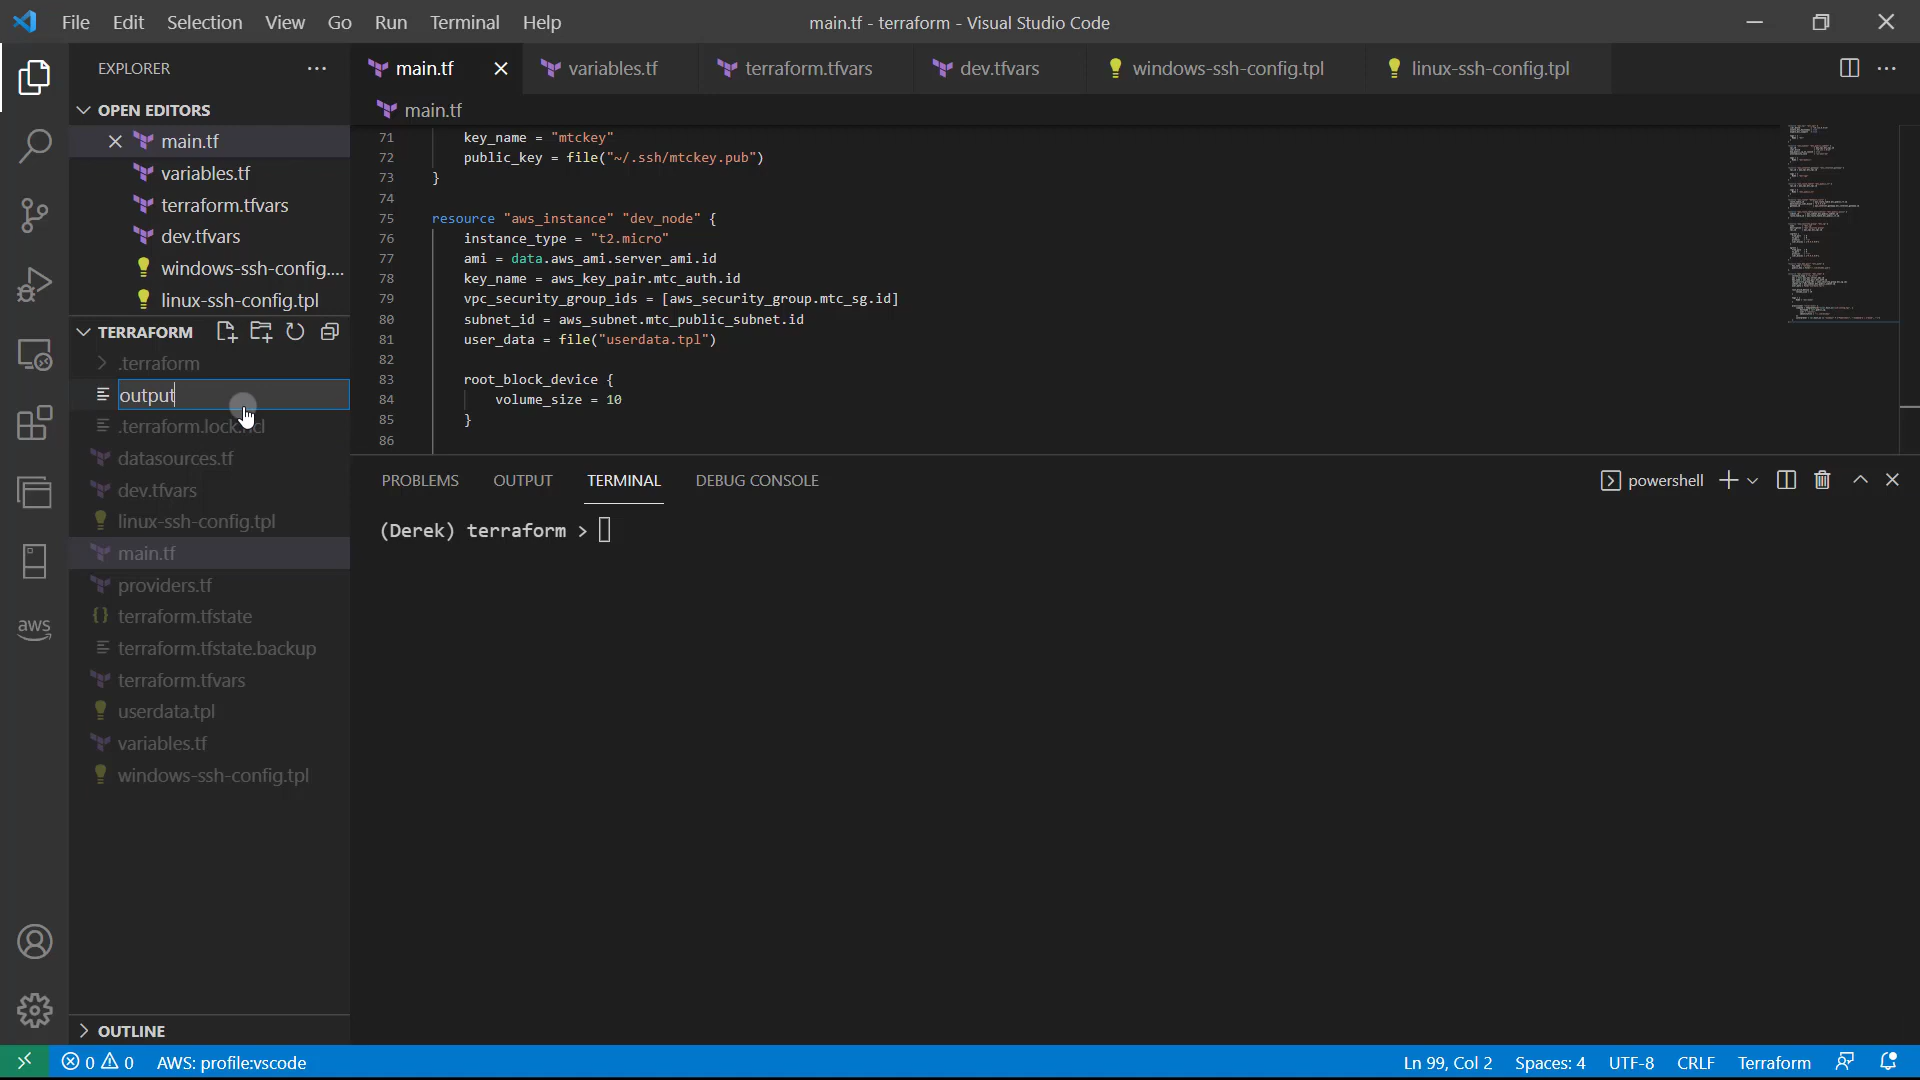 File Edit Selection View Go Run Terminal Help
main.tf - terraform - Visual Studio Code
EXPLORER
OPEN EDITORS
main.tf
variables.tf
terraform.tfvars
dev.tfvars
windows-ssh-config....
linux-ssh-config.tpl
TERRAFORM
.terraform
output
.terraform.lock.hcl
datasources.tf
dev.tfvars
linux-ssh-config.tpl
main.tf
providers.tf
terraform.tfstate
terraform.tfstate.backup
terraform.tfvars
userdata.tpl
variables.tf
windows-ssh-config.tpl
OUTLINE
aws
main.tf variables.tf terraform.tfvars dev.tfvars windows-ssh-config.tpl linux-ssh-config.tpl
main.tf
71 key_name = "mtckey"
72 public_key = file("~/.ssh/mtckey.pub")
73 }
74
75 resource "aws_instance" "dev_node" {
76 instance_type = "t2.micro"
77 ami = data.aws_ami.server_ami.id
78 key_name = aws_key_pair.mtc_auth.id
79 vpc_security_group_ids = [aws_security_group.mtc_sg.id]
80 subnet_id = aws_subnet.mtc_public_subnet.id
81 user_data = file("userdata.tpl")
82
83 root_block_device {
84 volume_size = 10
85 }
86
PROBLEMS OUTPUT TERMINAL DEBUG CONSOLE
powershell
(Derek) terraform >
0 0 AWS: profile:vscode
Ln 99, Col 2 Spaces: 4 UTF-8 CRLF Terraform